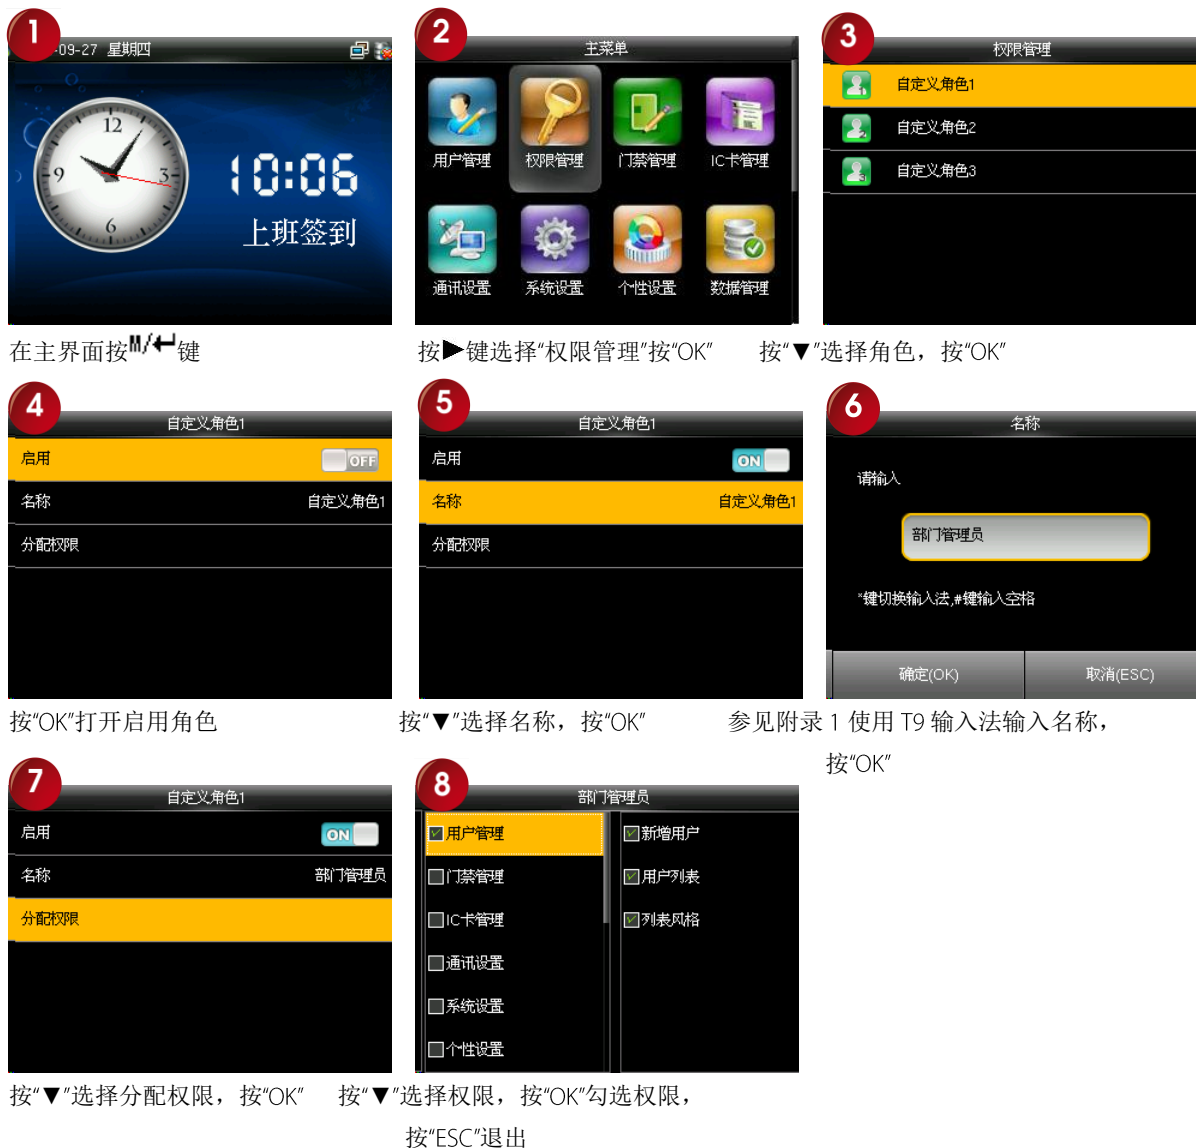 1
-09-27 星期四
12
3
6
9
10:06
上班签到
在主界面按M/↵键
2
主菜单
用户管理 权限管理 门禁管理 IC卡管理
通讯设置 系统设置 个性设置 数据管理
按▶键选择“权限管理”按“OK”
3
权限管理
自定义角色1
自定义角色2
自定义角色3
按“▼”选择角色，按“OK”
4
自定义角色1
启用 OFF
名称 自定义角色1
分配权限
按“OK”打开启用角色
5
自定义角色1
启用 ON
名称 自定义角色1
分配权限
按“▼”选择名称，按“OK”
6
名称
请输入
部门管理员
*键切换输入法,#键输入空格
确定(OK) 取消(ESC)
参见附录 1 使用 T9 输入法输入名称，
按“OK”
7
自定义角色1
启用 ON
名称 部门管理员
分配权限
按“▼”选择分配权限，按“OK”
8
部门管理员
用户管理 新增用户
门禁管理 用户列表
IC卡管理 列表风格
通讯设置
系统设置
个性设置
按“▼”选择权限，按“OK”勾选权限，
按“ESC”退出